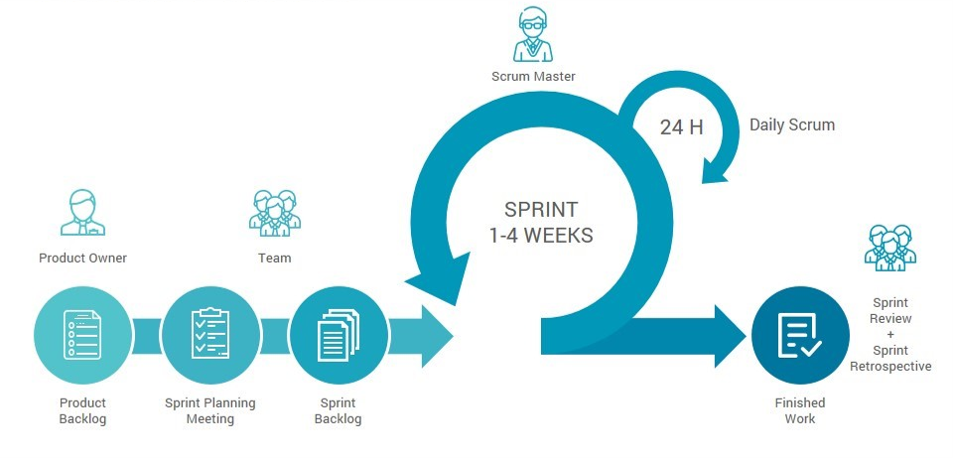 Scrum Master
24 H
Daily Scrum
SPRINT
1-4 WEEKS
Product Owner
Team
Product
Backlog
Sprint Planning
Meeting
Sprint
Backlog
Finished
Work
Sprint
Review
+
Sprint
Retrospective